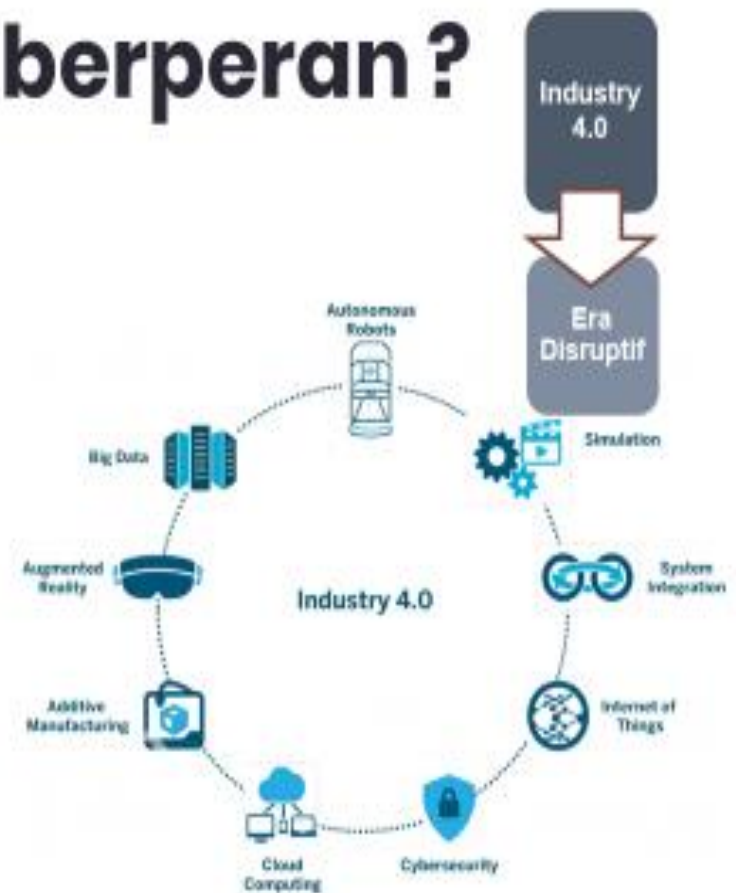 berperan ?
Industry
4.0
Era
Disruptif
Autonomous
Robots
Simulation
Big Data
System
Integration
Augmented
Reality
Industry 4.0
Internet of
Things
Additive
Manufacturing
Cybersecurity
Cloud
Computing